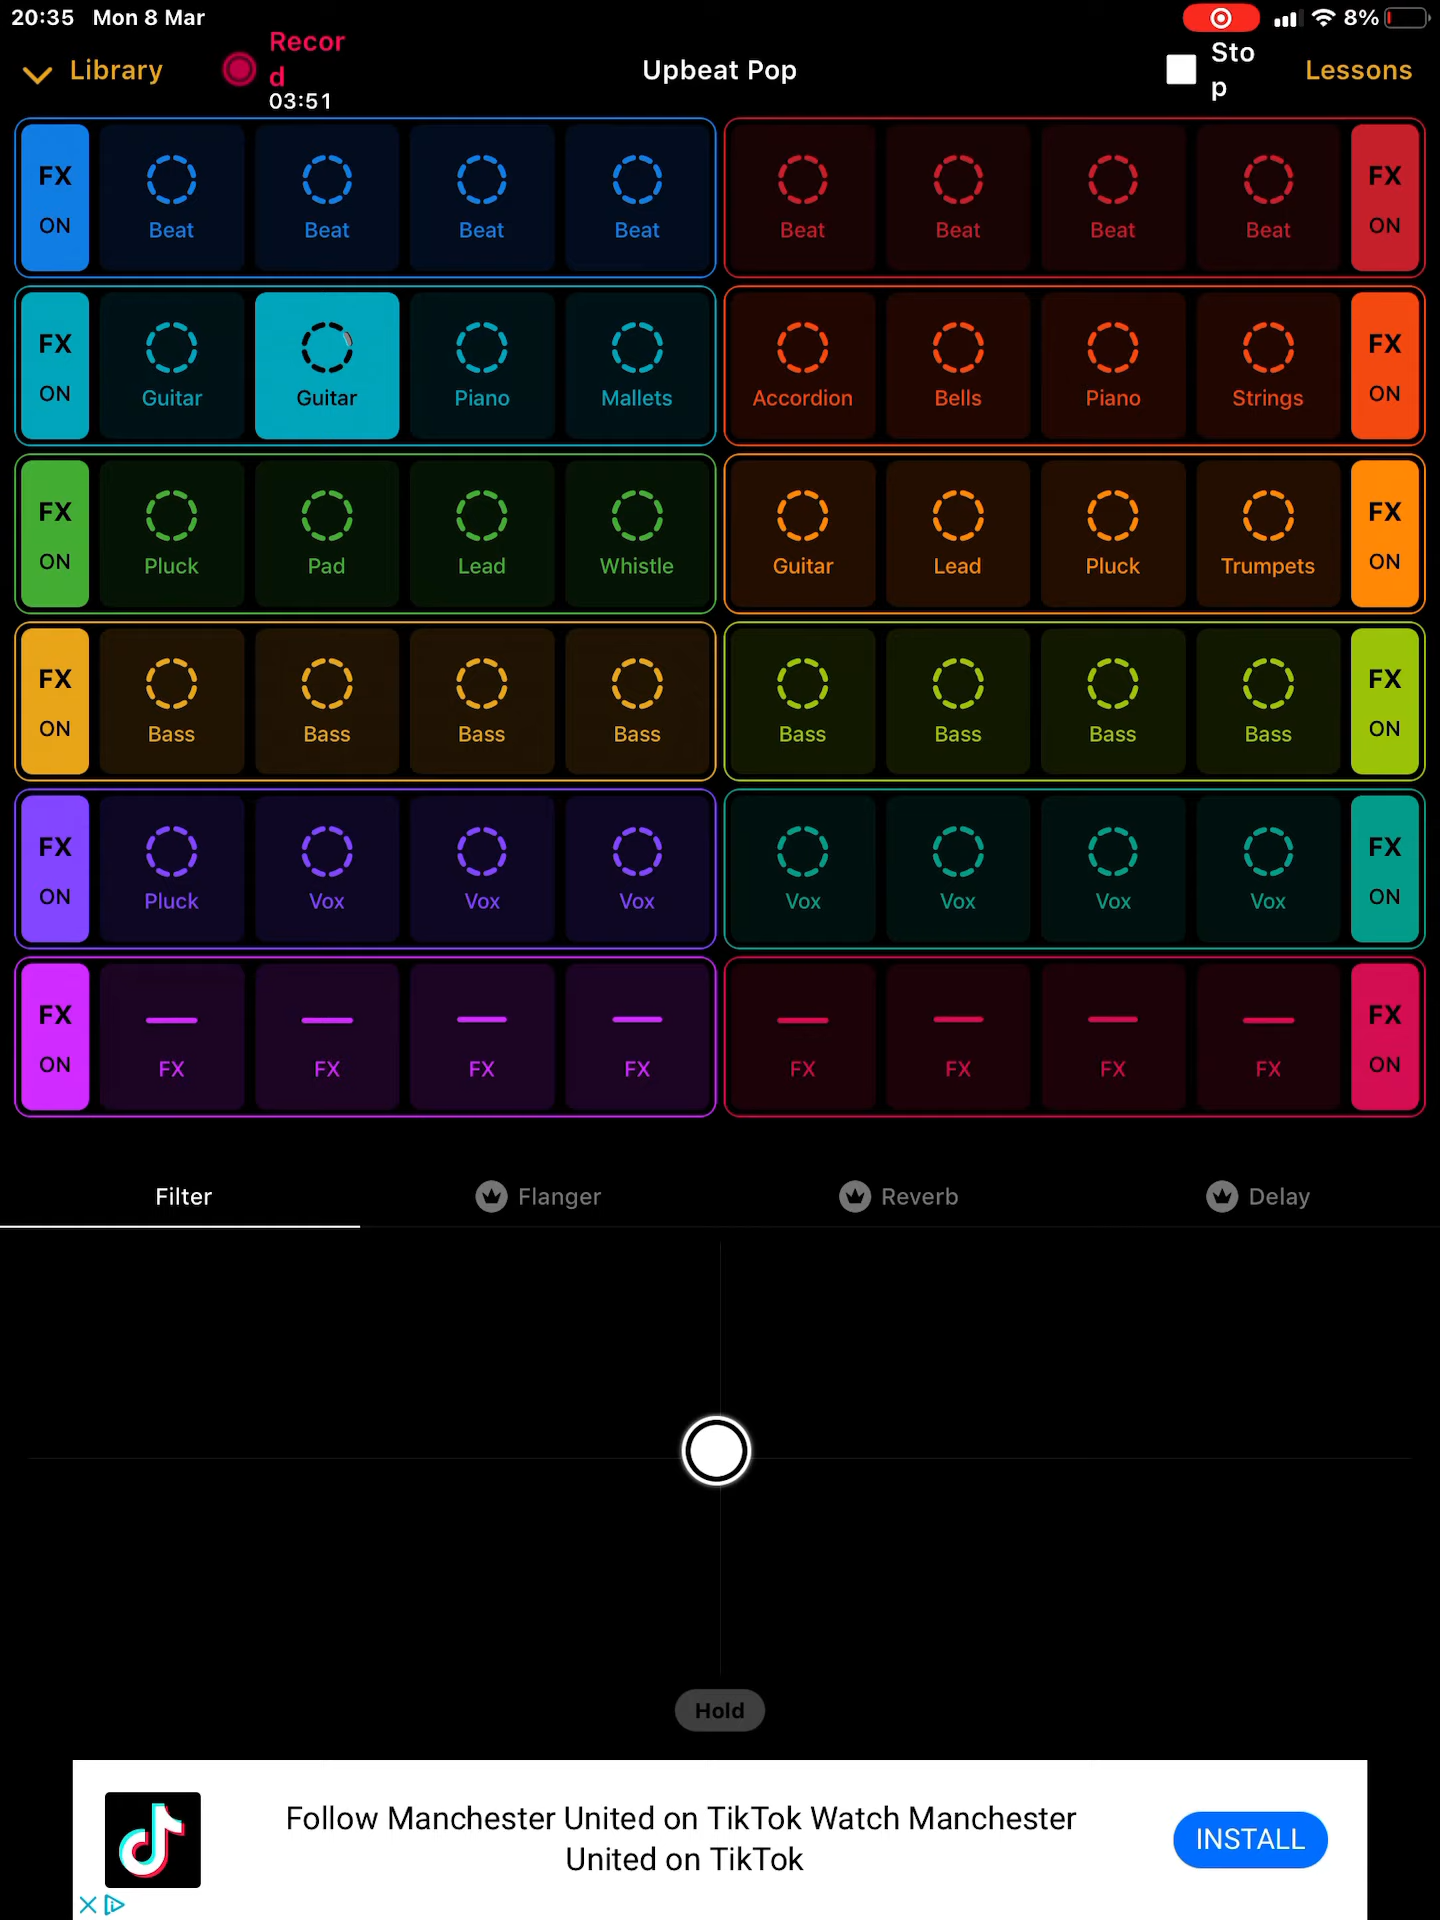 20:35 Mon 8 Mar
8%
Library
Recor
d
03:51
Upbeat Pop
Sto
p
Lessons
FX Beat Beat Beat Beat Beat Beat Beat Beat FX
ON ON
FX Guitar Guitar Piano Mallets Accordion Bells Piano Strings FX
ON ON
FX Pluck Pad Lead Whistle Guitar Lead Pluck Trumpets FX
ON ON
FX Bass Bass Bass Bass Bass Bass Bass Bass FX
ON ON
FX Pluck Vox Vox Vox Vox Vox Vox Vox FX
ON ON
FX FX FX FX FX FX FX FX FX FX
ON ON
Filter Flanger Reverb Delay
Hold
Follow Manchester United on TikTok Watch Manchester
United on TikTok
INSTALL